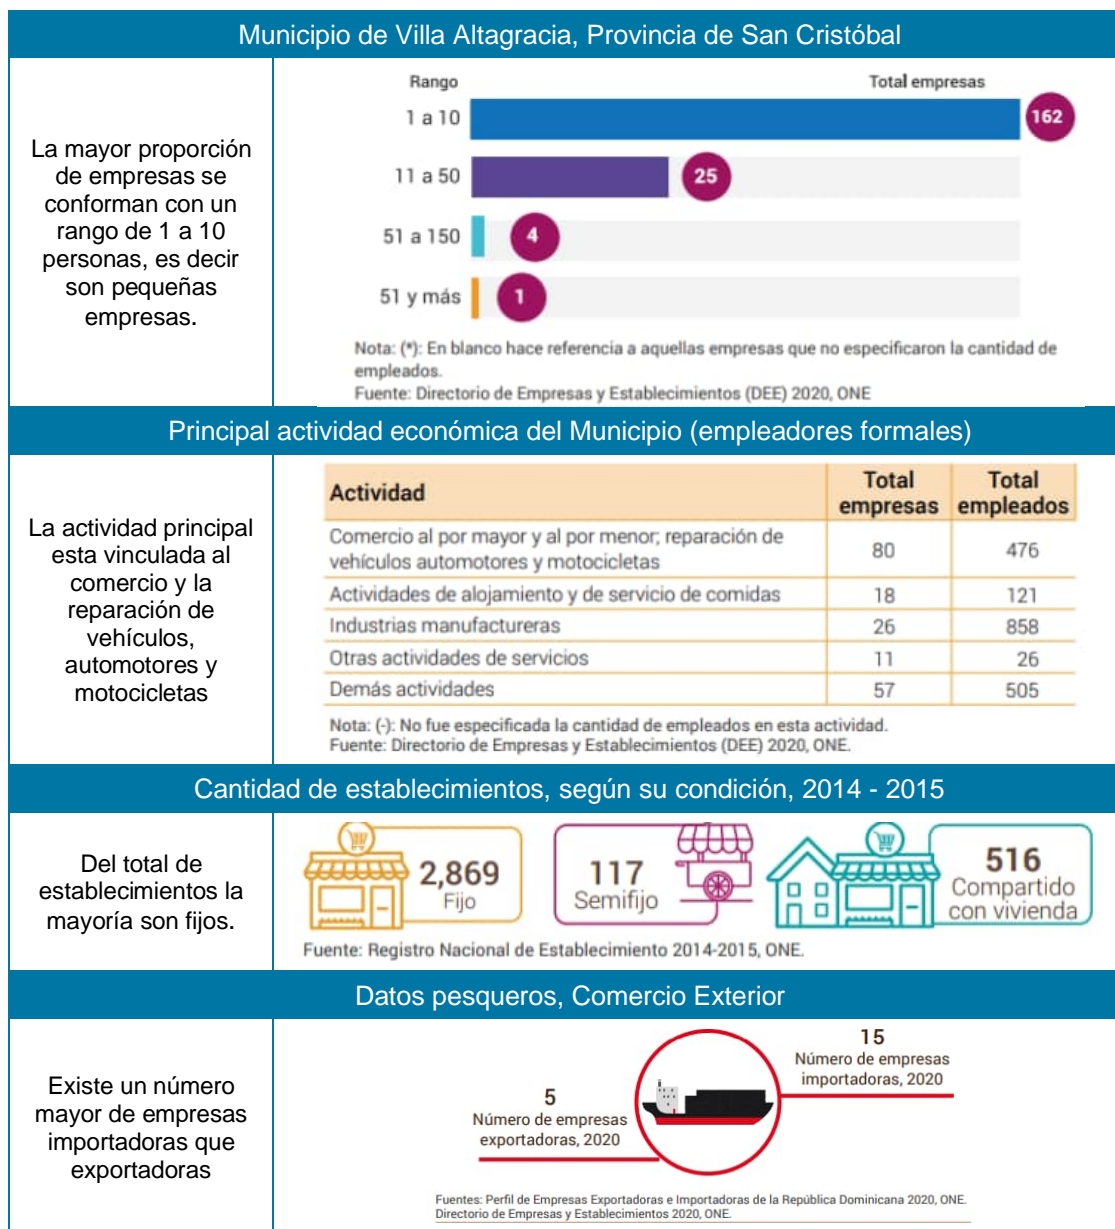 Municipio de Villa Altagracia, Provincia de San Cristóbal
La mayor proporción
de empresas se
conforman con un
rango de 1 a 10
personas, es decir
son pequeñas
empresas.
Rango Total empresas
1 a 10 162
11 a 50 25
51 a 150 4
51 y más 1
Nota: (*): En blanco hace referencia a aquellas empresas que no especificaron la cantidad de
empleados.
Fuente: Directorio de Empresas y Establecimientos (DEE) 2020, ONE
Principal actividad económica del Municipio (empleadores formales)
La actividad principal
esta vinculada al
comercio y la
reparación de
vehículos,
automotores y
motocicletas
Actividad Total empresas Total empleados
Comercio al por mayor y al por menor; reparación de
vehículos automotores y motocicletas 80 476
Actividades de alojamiento y de servicio de comidas 18 121
Industrias manufactureras 26 858
Otras actividades de servicios 11 26
Demás actividades 57 505
Nota: (-): No fue especificada la cantidad de empleados en esta actividad.
Fuente: Directorio de Empresas y Establecimientos (DEE) 2020, ONE.
Cantidad de establecimientos, según su condición, 2014 - 2015
Del total de
establecimientos la
mayoría son fijos.
2,869
Fijo
117
Semifijo
516
Compartido
con vivienda
Fuente: Registro Nacional de Establecimiento 2014-2015, ONE.
Datos pesqueros, Comercio Exterior
Existe un número
mayor de empresas
importadoras que
exportadoras
15
Número de empresas
importadoras, 2020
5
Número de empresas
exportadoras, 2020
Fuentes: Perfil de Empresas Exportadoras e Importadoras de la República Dominicana 2020, ONE.
Directorio de Empresas y Establecimientos 2020, ONE.